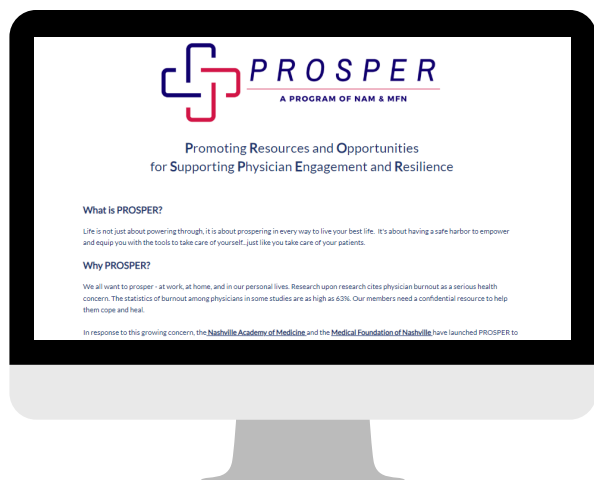 PROSPER
A PROGRAM OF NAM & MFN
Promoting Resources and Opportunities
for Supporting Physician Engagement and Resilience
What is PROSPER?
Life is not just about powering through, it is about prospering in every way to live your best life. It's about having a safe harbor to empower
and equip you with the tools to take care of yourself...just like you take care of your patients.
Why PROSPER?
We all want to prosper - at work, at home, and in our personal lives. Research upon research cites physician burnout as a serious health
concern. The statistics of burnout among physicians in some studies are as high as 63%. Our members need a confidential resource to help
them cope and heal.
In response to this growing concern, the Nashville Academy of Medicine and the Medical Foundation of Nashville have launched PROSPER to